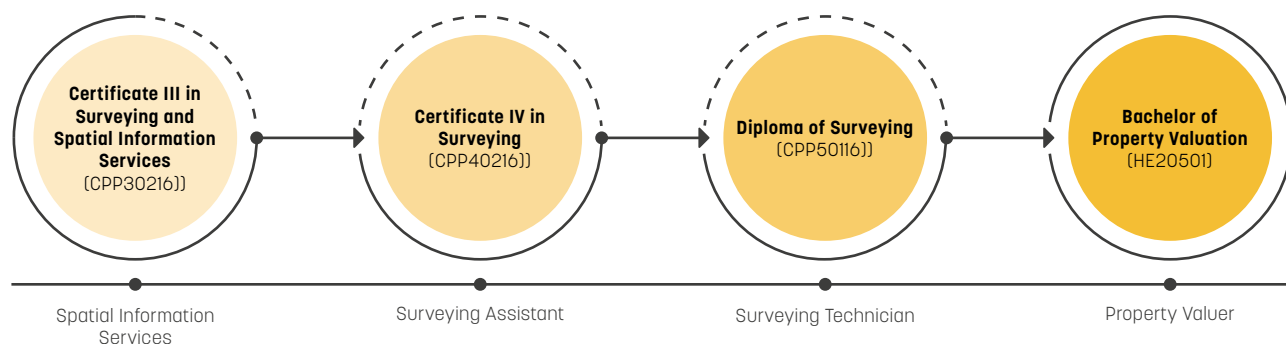 Certificate III in
Surveying and
Spatial Information
Services
(CPP30216))
Certificate IV in
Surveying
(CPP40216))
Diploma of Surveying
(CPP50116))
Bachelor of
Property Valuation
(HE20501)
Spatial Information
Services
Surveying Assistant
Surveying Technician
Property Valuer